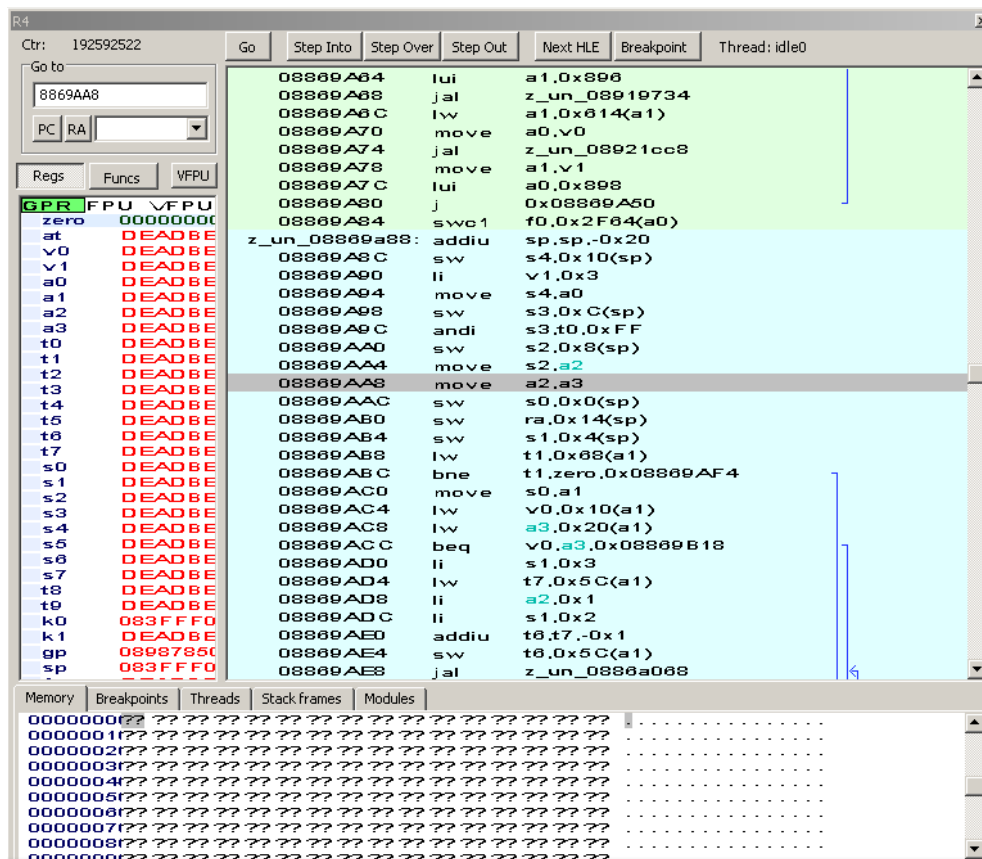 R4
Ctr: 192592522 Go Step Into Step Over Step Out Next HLE Breakpoint Thread: idle0
Go to
8869AA8
PC RA
Regs Funcs VFPU
GPR FPU VFPU
zero 00000000
at DEADBE
v0 DEADBE
v1 DEADBE
a0 DEADBE
a1 DEADBE
a2 DEADBE
a3 DEADBE
t0 DEADBE
t1 DEADBE
t2 DEADBE
t3 DEADBE
t4 DEADBE
t5 DEADBE
t6 DEADBE
t7 DEADBE
s0 DEADBE
s1 DEADBE
s2 DEADBE
s3 DEADBE
s4 DEADBE
s5 DEADBE
s6 DEADBE
s7 DEADBE
t8 DEADBE
t9 DEADBE
k0 083FFF0
k1 DEADBE
gp 08987850
sp 083FFF0
08869A64 lui a1,0x896
08869A68 jal z_un_08919734
08869A6C lw a1,0x614(a1)
08869A70 move a0,v0
08869A74 jal z_un_08921cc8
08869A78 move a1,v1
08869A7C lui a0,0x898
08869A80 j 0x08869A50
08869A84 swc1 f0,0x2F64(a0)
z_un_08869a88: addiu sp,sp,-0x20
08869A8C sw s4,0x10(sp)
08869A90 li v1,0x3
08869A94 move s4,a0
08869A98 sw s3,0xC(sp)
08869A9C andi s3,t0,0xFF
08869AA0 sw s2,0x8(sp)
08869AA4 move s2,a2
08869AA8 move a2,a3
08869AAC sw s0,0x0(sp)
08869AB0 sw ra,0x14(sp)
08869AB4 sw s1,0x4(sp)
08869AB8 lw t1,0x68(a1)
08869ABC bne t1,zero,0x08869AF4
08869AC0 move s0,a1
08869AC4 lw v0,0x10(a1)
08869AC8 lw a3,0x20(a1)
08869ACC beq v0,a3,0x08869B18
08869AD0 li s1,0x3
08869AD4 lw t7,0x5C(a1)
08869AD8 li a2,0x1
08869ADC li s1,0x2
08869AE0 addiu t6,t7,-0x1
08869AE4 sw t6,0x5C(a1)
08869AE8 jal z_un_0886a068
Memory Breakpoints Threads Stack frames Modules
0000000 ?? ?? ?? ?? ?? ?? ?? ?? ?? ?? ?? ?? ?? ?? ?? ?? . . . . . . . . . . . . . . . .
0000001 ?? ?? ?? ?? ?? ?? ?? ?? ?? ?? ?? ?? ?? ?? ?? ?? . . . . . . . . . . . . . . . .
0000002 ?? ?? ?? ?? ?? ?? ?? ?? ?? ?? ?? ?? ?? ?? ?? ?? . . . . . . . . . . . . . . . .
0000003 ?? ?? ?? ?? ?? ?? ?? ?? ?? ?? ?? ?? ?? ?? ?? ?? . . . . . . . . . . . . . . . .
0000004 ?? ?? ?? ?? ?? ?? ?? ?? ?? ?? ?? ?? ?? ?? ?? ?? . . . . . . . . . . . . . . . .
0000005 ?? ?? ?? ?? ?? ?? ?? ?? ?? ?? ?? ?? ?? ?? ?? ?? . . . . . . . . . . . . . . . .
0000006 ?? ?? ?? ?? ?? ?? ?? ?? ?? ?? ?? ?? ?? ?? ?? ?? . . . . . . . . . . . . . . . .
0000007 ?? ?? ?? ?? ?? ?? ?? ?? ?? ?? ?? ?? ?? ?? ?? ?? . . . . . . . . . . . . . . . .
0000008 ?? ?? ?? ?? ?? ?? ?? ?? ?? ?? ?? ?? ?? ?? ?? ?? . . . . . . . . . . . . . . . .